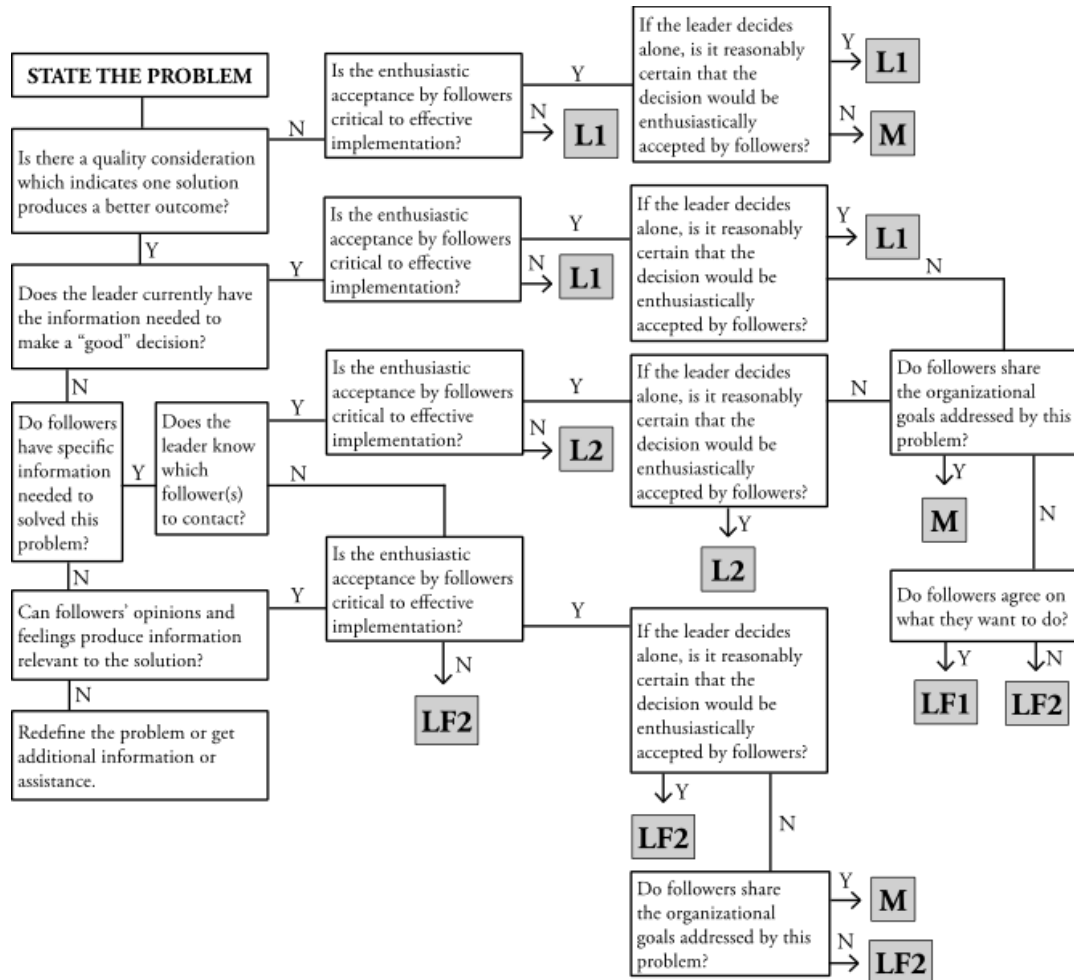 STATE THE PROBLEM
Is there a quality consideration
which indicates one solution
produces a better outcome?
N
Is the enthusiastic
acceptance by followers
critical to effective
implementation?
Y
N
L1
If the leader decides
alone, is it reasonably
certain that the
decision would be
enthusiastically
accepted by followers?
Y
L1
N
M
Y
Does the leader currently have
the information needed to
make a “good” decision?
Y
Is the enthusiastic
acceptance by followers
critical to effective
implementation?
Y
N
L1
If the leader decides
alone, is it reasonably
certain that the
decision would be
enthusiastically
accepted by followers?
Y
L1
N
N
Do followers
have specific
information
needed to
solved this
problem?
Y
Does the
leader know
which
follower(s)
to contact?
Y
N
Is the enthusiastic
acceptance by followers
critical to effective
implementation?
Y
N
L2
If the leader decides
alone, is it reasonably
certain that the
decision would be
enthusiastically
accepted by followers?
Y
L2
N
Do followers share
the organizational
goals addressed by this
problem?
Y
M
N
Do followers agree on
what they want to do?
Y
LF1
N
LF2
N
Can followers’ opinions and
feelings produce information
relevant to the solution?
Y
Is the enthusiastic
acceptance by followers
critical to effective
implementation?
N
LF2
Y
If the leader decides
alone, is it reasonably
certain that the
decision would be
enthusiastically
accepted by followers?
Y
LF2
N
Do followers share
the organizational
goals addressed by this
problem?
Y
M
N
LF2
N
Redefine the problem or get
additional information or
assistance.